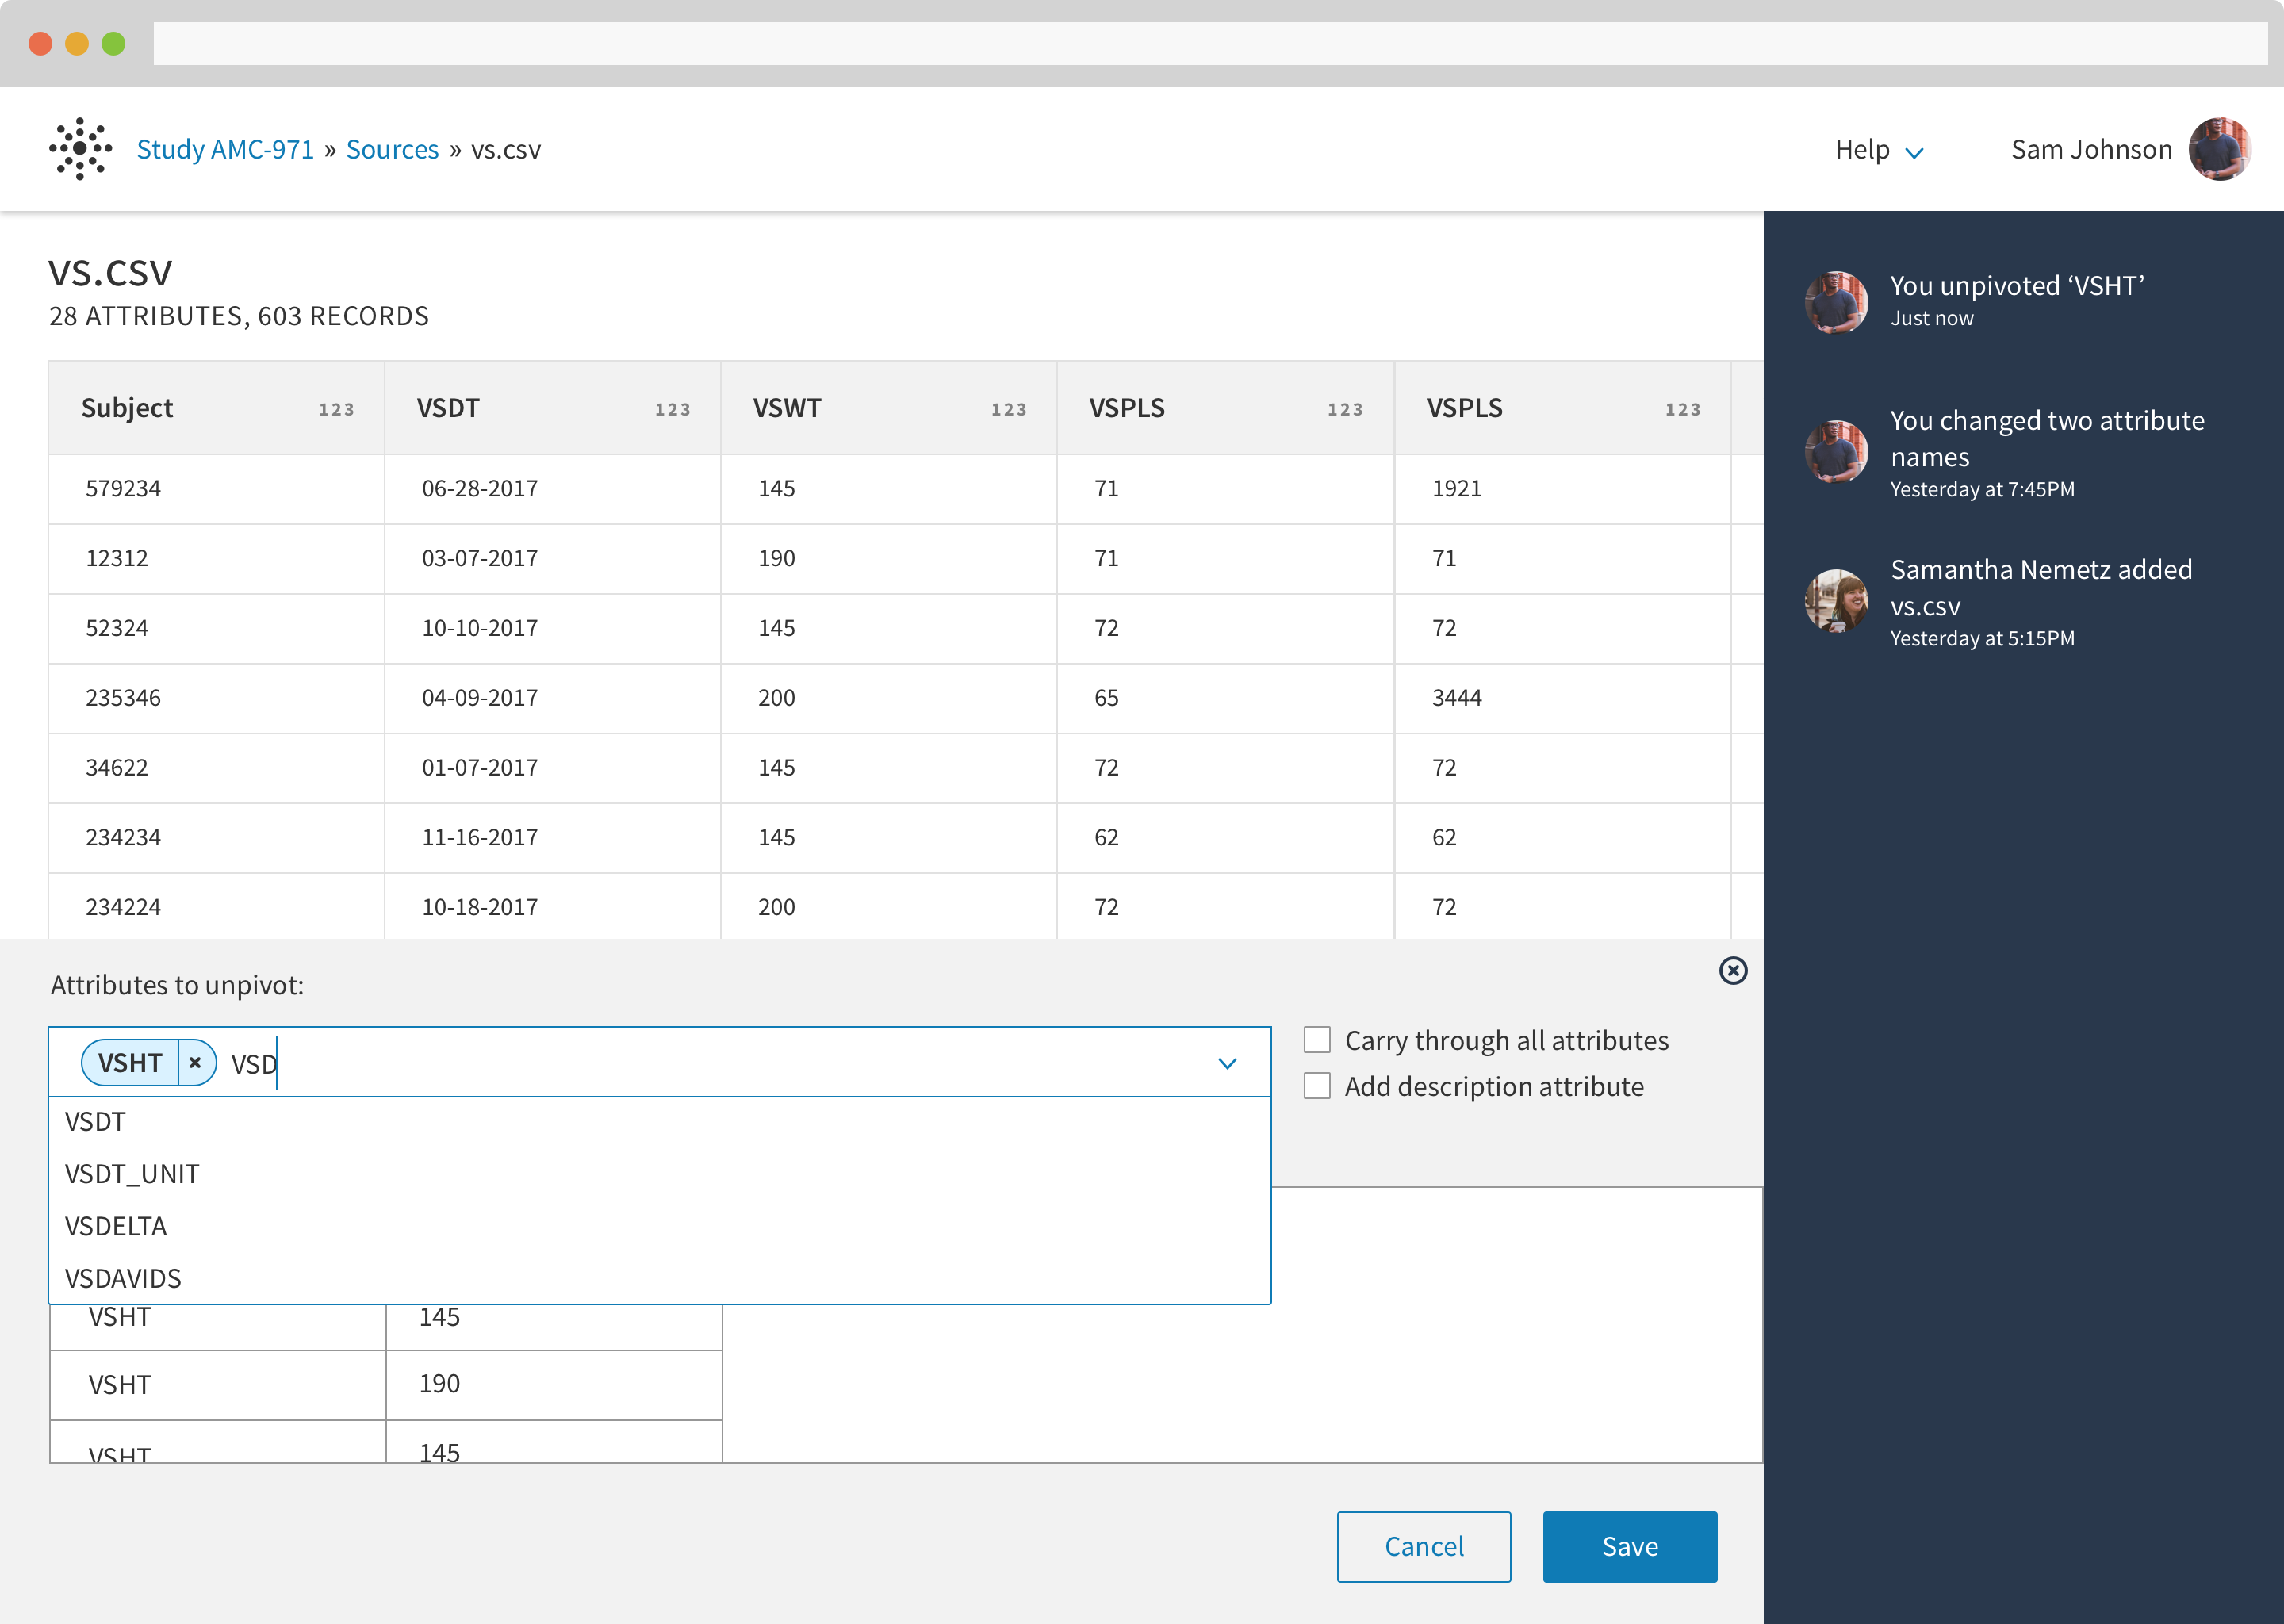 Study AMC-971 » Sources » vs.csv
Help
Sam Johnson
vs.csv
28 ATTRIBUTES, 603 RECORDS
Subject 123 VSDT 123 VSWT 123 VSPLS 123 VSPLS 123
579234 06-28-2017 145 71 1921
12312 03-07-2017 190 71 71
52324 10-10-2017 145 72 72
235346 04-09-2017 200 65 3444
34622 01-07-2017 145 72 72
234234 11-16-2017 145 62 62
234224 10-18-2017 200 72 72
You unpivoted ‘VSHT’
Just now
You changed two attribute
names
Yesterday at 7:45PM
Samantha Nemetz added
vs.csv
Yesterday at 5:15PM
Attributes to unpivot:
VSHT × VSD
VSDT
VSDT_UNIT
VSDELTA
VSDAVIDS
Carry through all attributes
Add description attribute
VSHT 145
VSHT 190
VSHT 145
Cancel
Save